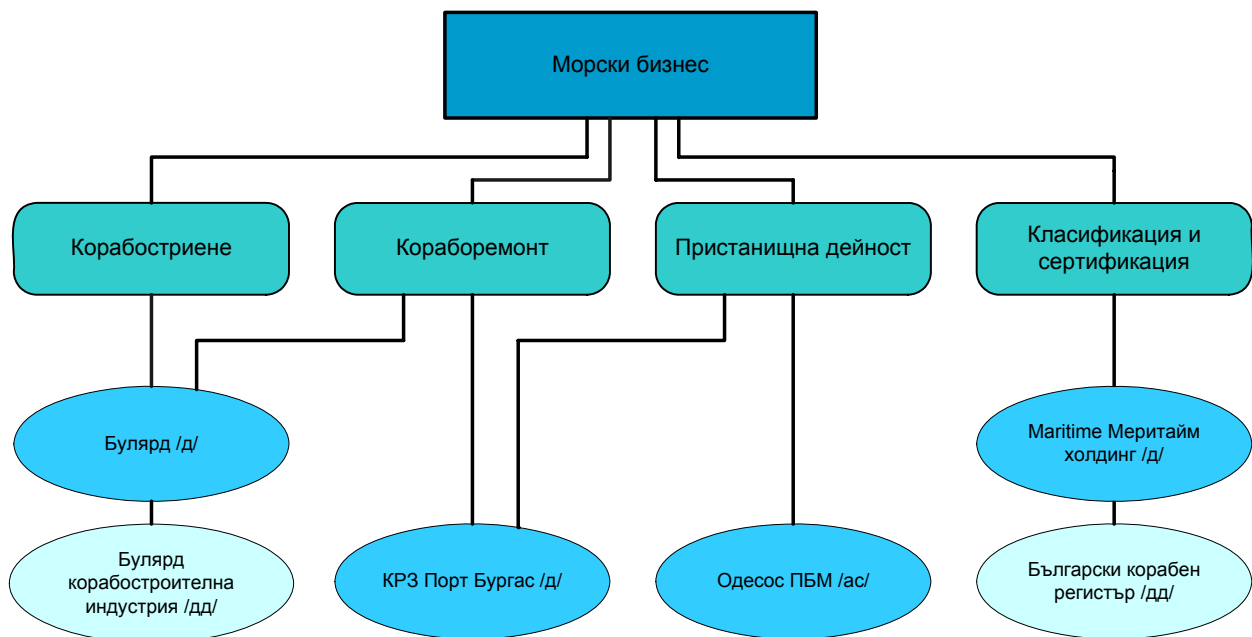 Морски бизнес
Корабостриене
Кораборемонт
Пристанищна дейност
Класификация и
сертификация
Булярд /д/
Maritime Меритайм
холдинг /д/
Булярд
корабостроителна
индустрия /дд/
КРЗ Порт Бургас /д/
Одесос ПБМ /ас/
Български корабен
регистър /дд/